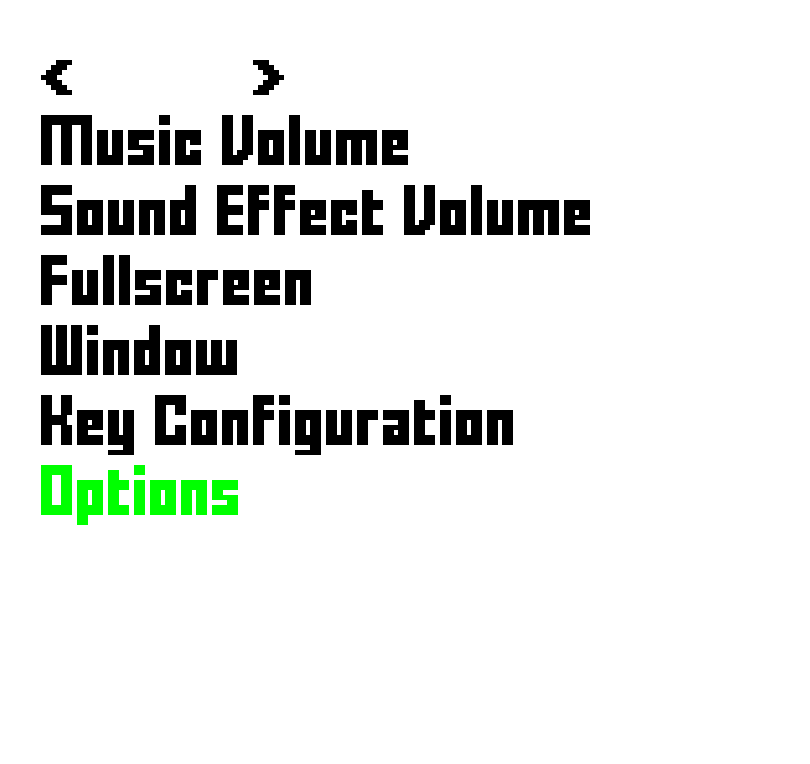 < >
Music Volume
Sound Effect Volume
Fullscreen
Window
Key Configuration
Options